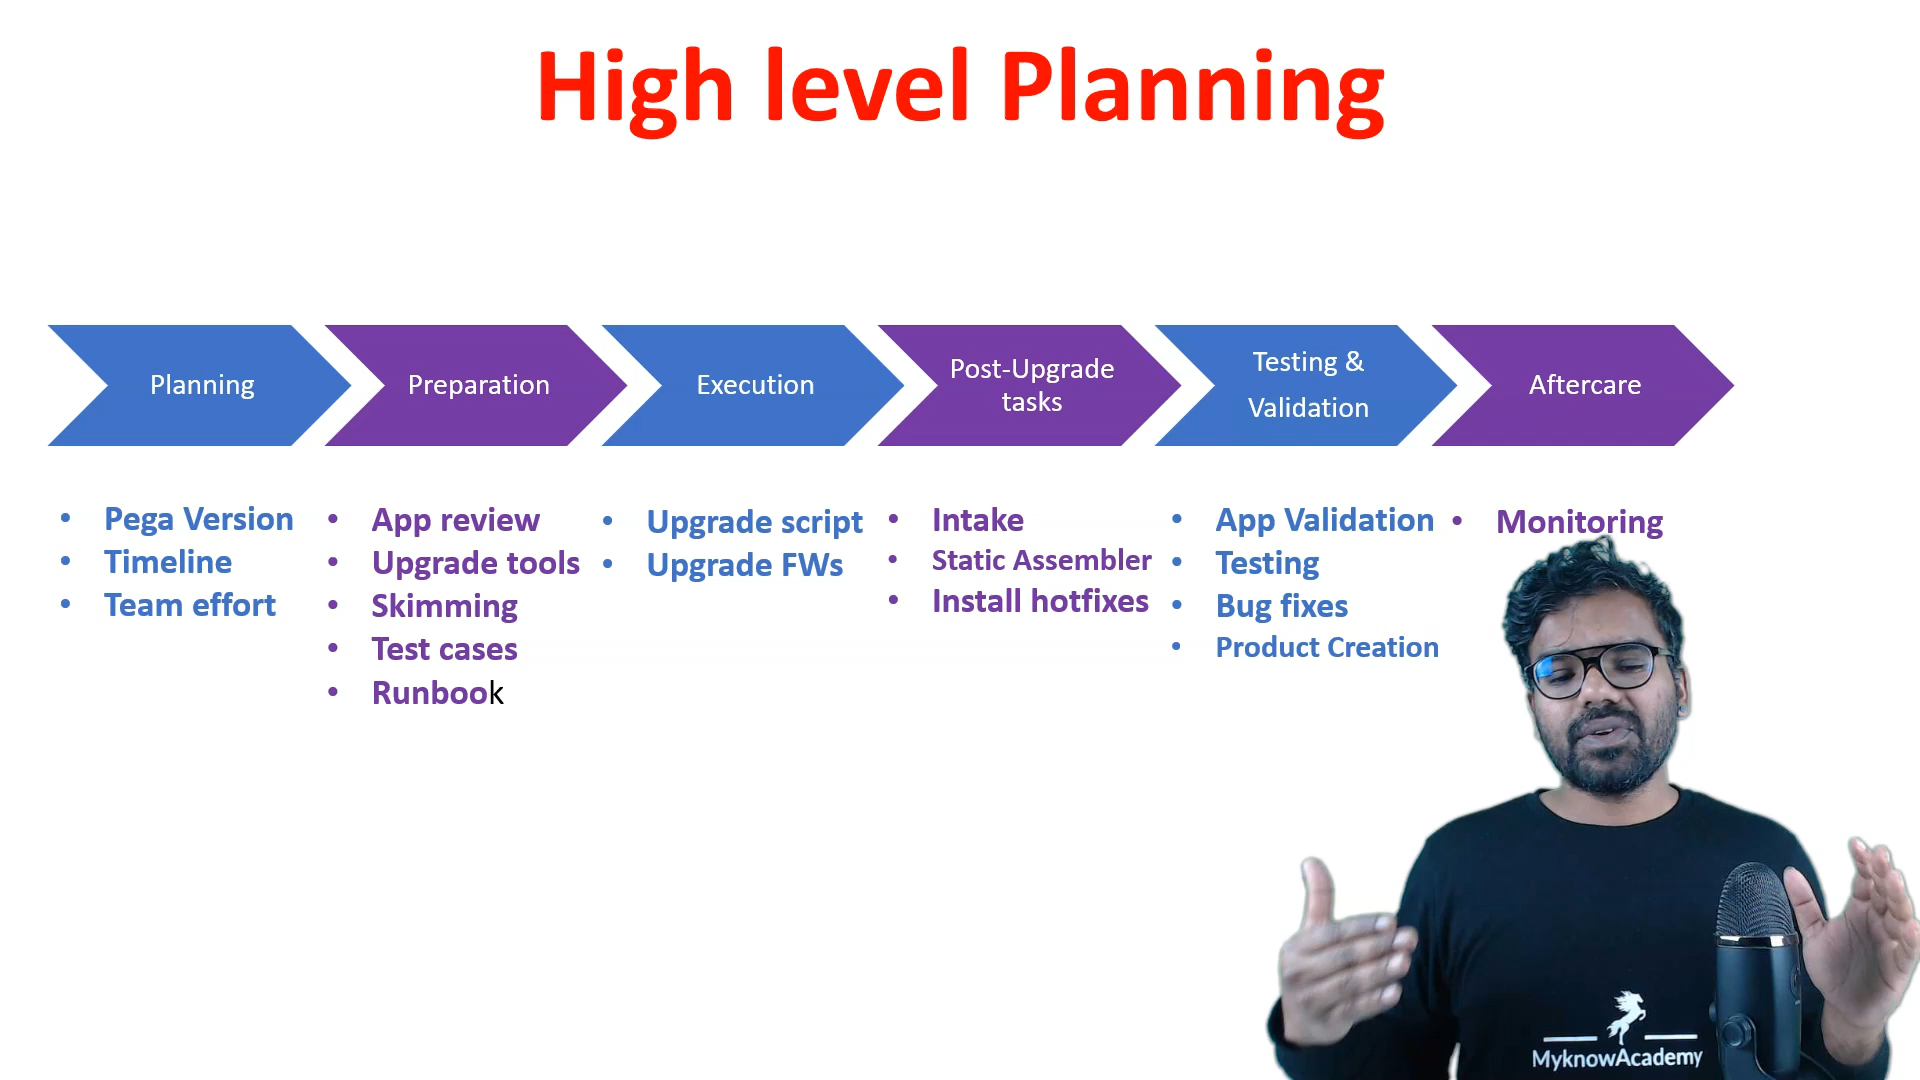 High level Planning
Planning
Preparation
Execution
Post-Upgrade
tasks
Testing &
Validation
Aftercare
• Pega Version
• Timeline
• Team effort
• App review
• Upgrade tools
• Skimming
• Test cases
• Runbook
• Upgrade script
• Upgrade FWs
• Intake
• Static Assembler
• Install hotfixes
• App Validation
• Testing
• Bug fixes
• Product Creation
• Monitoring
MyknowAcademy